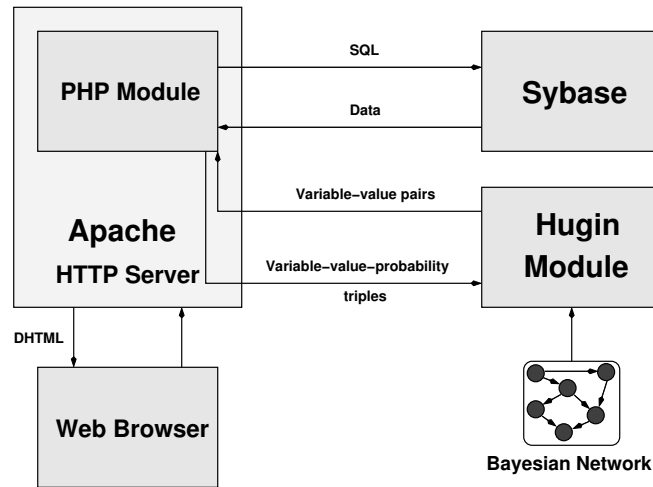 SQL
PHP Module
Sybase
Data
Variable−value pairs
Hugin
Module
Apache
HTTP Server
Variable−value−probability
triples
DHTML
Web Browser
Bayesian Network